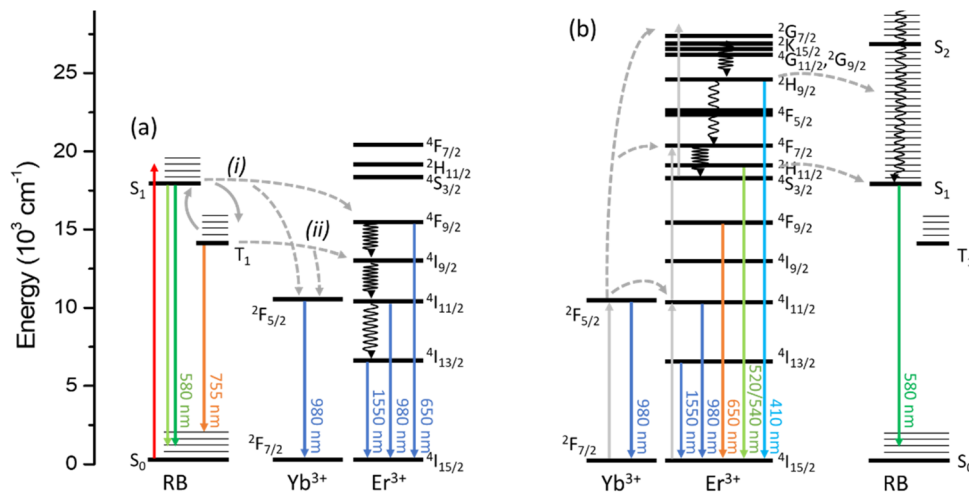 Energy (10³ cm⁻¹)
25
20
15
10
5
0
(a)
(i)
(ii)
S₁
T₁
S₀
580 nm
755 nm
RB
²F₅/₂
²F₇/₂
980 nm
Yb³⁺
⁴F₇/₂
²H₁₁/₂
⁴S₃/₂
⁴F₉/₂
⁴I₉/₂
⁴I₁₁/₂
⁴I₁₃/₂
⁴I₁₅/₂
1550 nm
980 nm
650 nm
Er³⁺
(b)
²F₅/₂
²F₇/₂
980 nm
Yb³⁺
²G₇/₂
²K₁₅/₂
⁴G₁₁/₂,²G₉/₂
²H₉/₂
⁴F₅/₂
⁴F₇/₂
²H₁₁/₂
⁴S₃/₂
⁴F₉/₂
⁴I₉/₂
⁴I₁₁/₂
⁴I₁₃/₂
⁴I₁₅/₂
1550 nm
980 nm
650 nm
520/540 nm
410 nm
Er³⁺
S₂
S₁
S₀
580 nm
RB